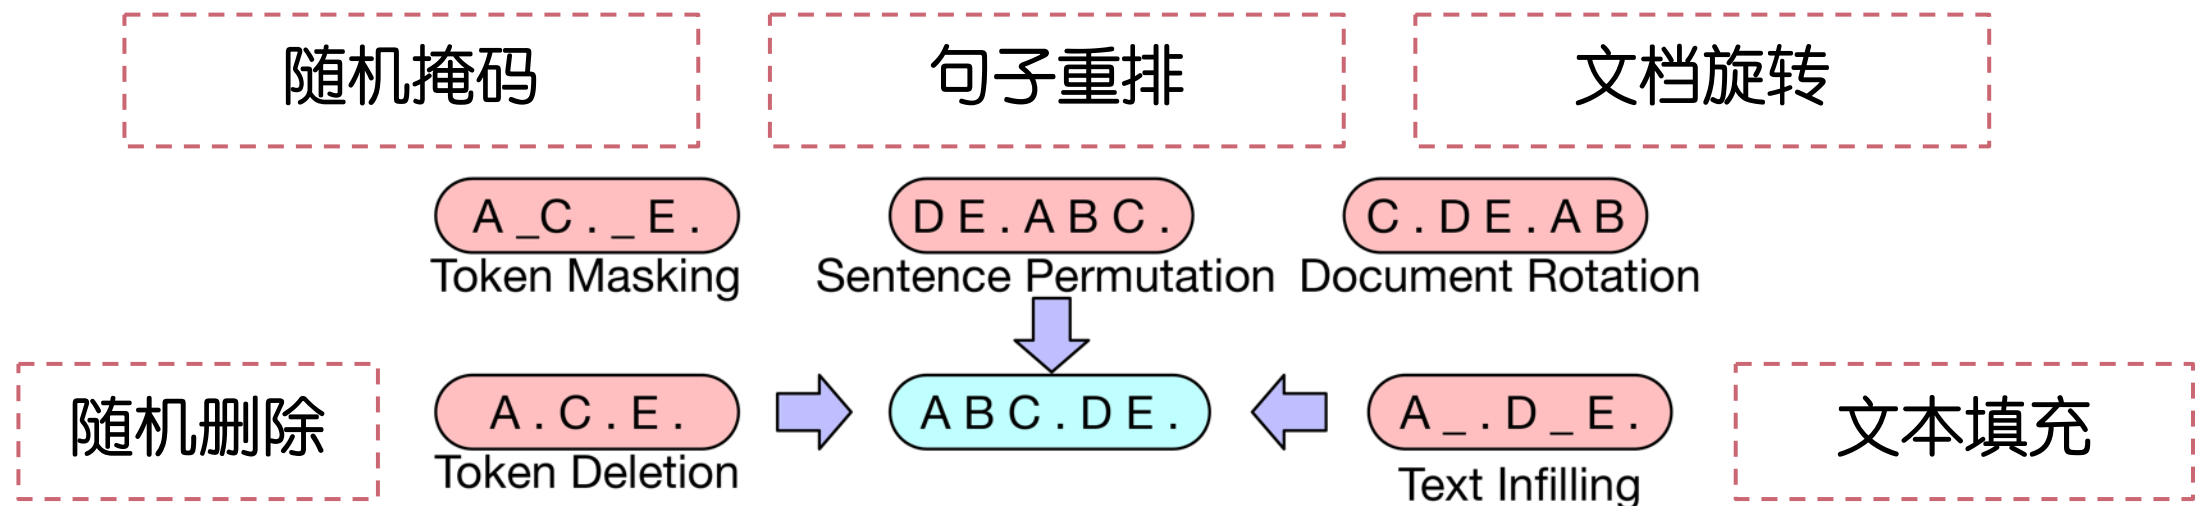 随机掩码
句子重排
文档旋转
A _C . _ E .
D E . A B C .
C . D E . A B
Token Masking
Sentence Permutation
Document Rotation
随机删除
A . C . E .
A B C . D E .
A _ . D _ E .
文本填充
Token Deletion
Text Infilling